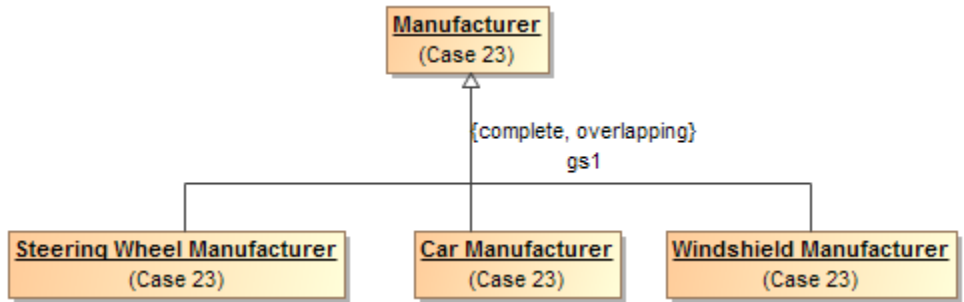 Manufacturer
(Case 23)
{complete, overlapping}
gs1
Steering Wheel Manufacturer
(Case 23)
Car Manufacturer
(Case 23)
Windshield Manufacturer
(Case 23)